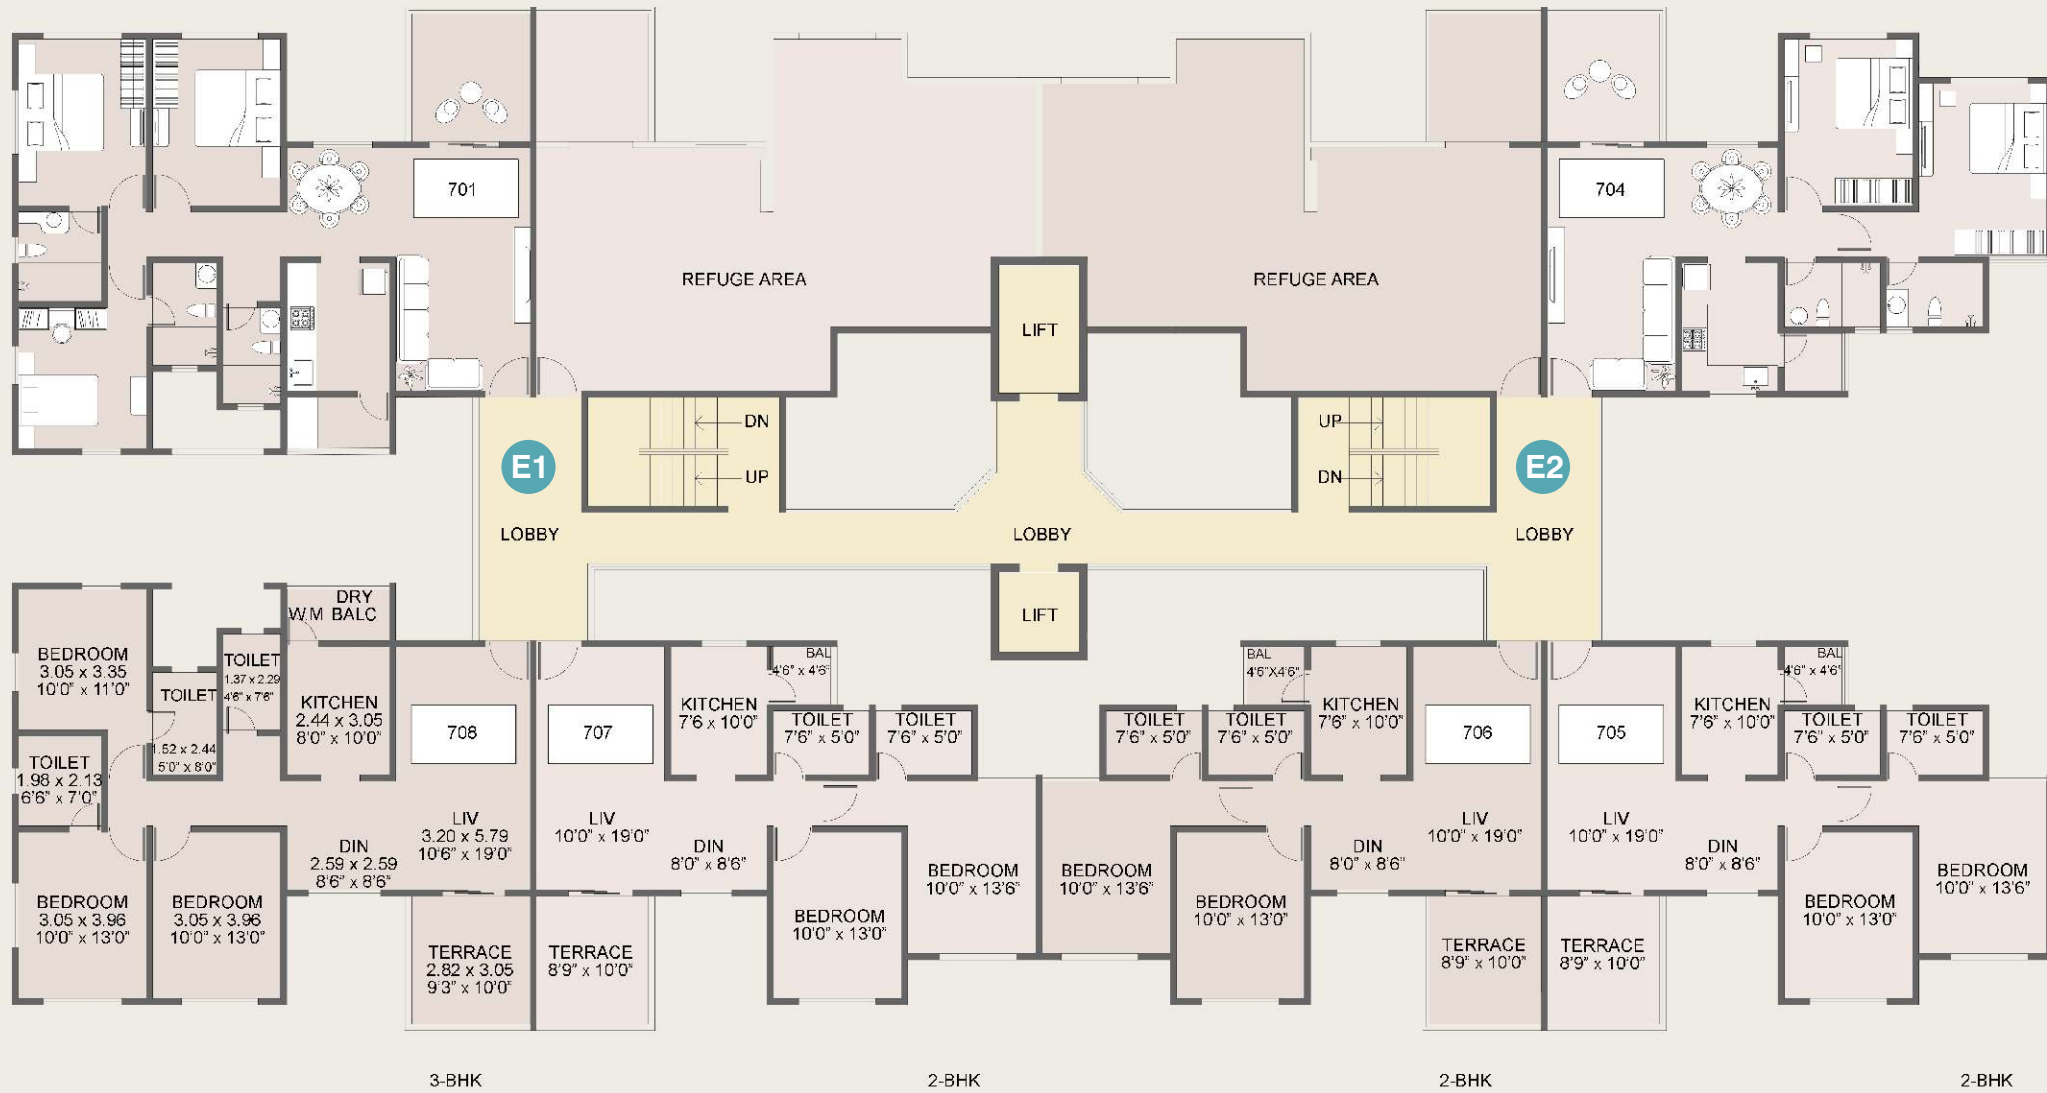 701
704
REFUGE AREA
REFUGE AREA
LIFT
DN
UP
UP
DN
E1
E2
LOBBY
LOBBY
LOBBY
LIFT
DRY
W.M BALC
BEDROOM
3.05 x 3.35
10'0" x 11'0"
TOILET
1.37 x 2.29
4'6" x 7'6"
TOILET
1.52 x 2.44
5'0" x 8'0"
KITCHEN
2.44 x 3.05
8'0" x 10'0"
708
TOILET
1.98 x 2.13
6'6" x 7'0"
LIV
3.20 x 5.79
10'6" x 19'0"
DIN
2.59 x 2.59
8'6" x 8'6"
BEDROOM
3.05 x 3.96
10'0" x 13'0"
BEDROOM
3.05 x 3.96
10'0" x 13'0"
TERRACE
2.82 x 3.05
9'3" x 10'0"
707
KITCHEN
7'6 x 10'0"
BAL
4'6" x 4'6"
TOILET
7'6" x 5'0"
TOILET
7'6" x 5'0"
LIV
10'0" x 19'0"
DIN
8'0" x 8'6"
BEDROOM
10'0" x 13'6"
BEDROOM
10'0" x 13'0"
TERRACE
8'9" x 10'0"
BAL
4'6"X4'6"
KITCHEN
7'6" x 10'0"
706
TOILET
7'6" x 5'0"
TOILET
7'6" x 5'0"
LIV
10'0" x 19'0"
DIN
8'0" x 8'6"
BEDROOM
10'0" x 13'6"
BEDROOM
10'0" x 13'0"
TERRACE
8'9" x 10'0"
705
KITCHEN
7'6" x 10'0"
BAL
4'6" x 4'6"
TOILET
7'6" x 5'0"
TOILET
7'6" x 5'0"
LIV
10'0" x 19'0"
DIN
8'0" x 8'6"
BEDROOM
10'0" x 13'6"
BEDROOM
10'0" x 13'0"
TERRACE
8'9" x 10'0"
3-BHK
2-BHK
2-BHK
2-BHK